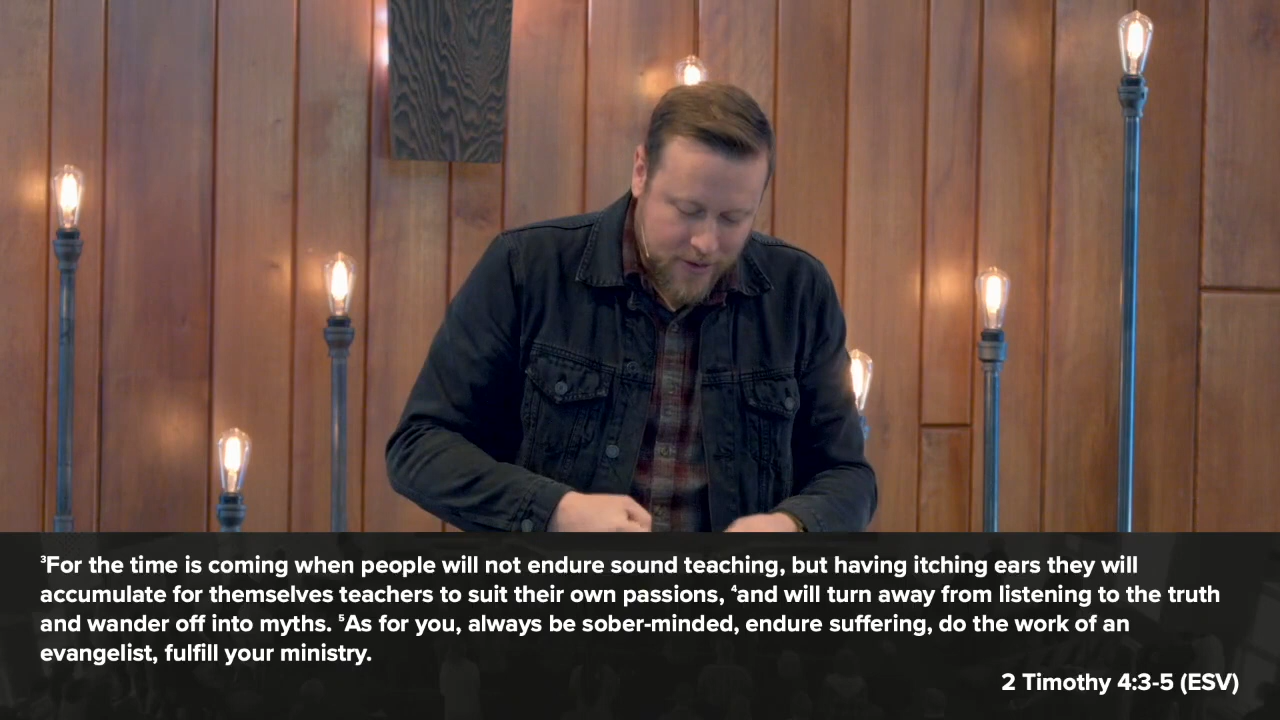 ³For the time is coming when people will not endure sound teaching, but having itching ears they will
accumulate for themselves teachers to suit their own passions, ⁴and will turn away from listening to the truth
and wander off into myths. ⁵As for you, always be sober-minded, endure suffering, do the work of an
evangelist, fulfill your ministry.
2 Timothy 4:3-5 (ESV)